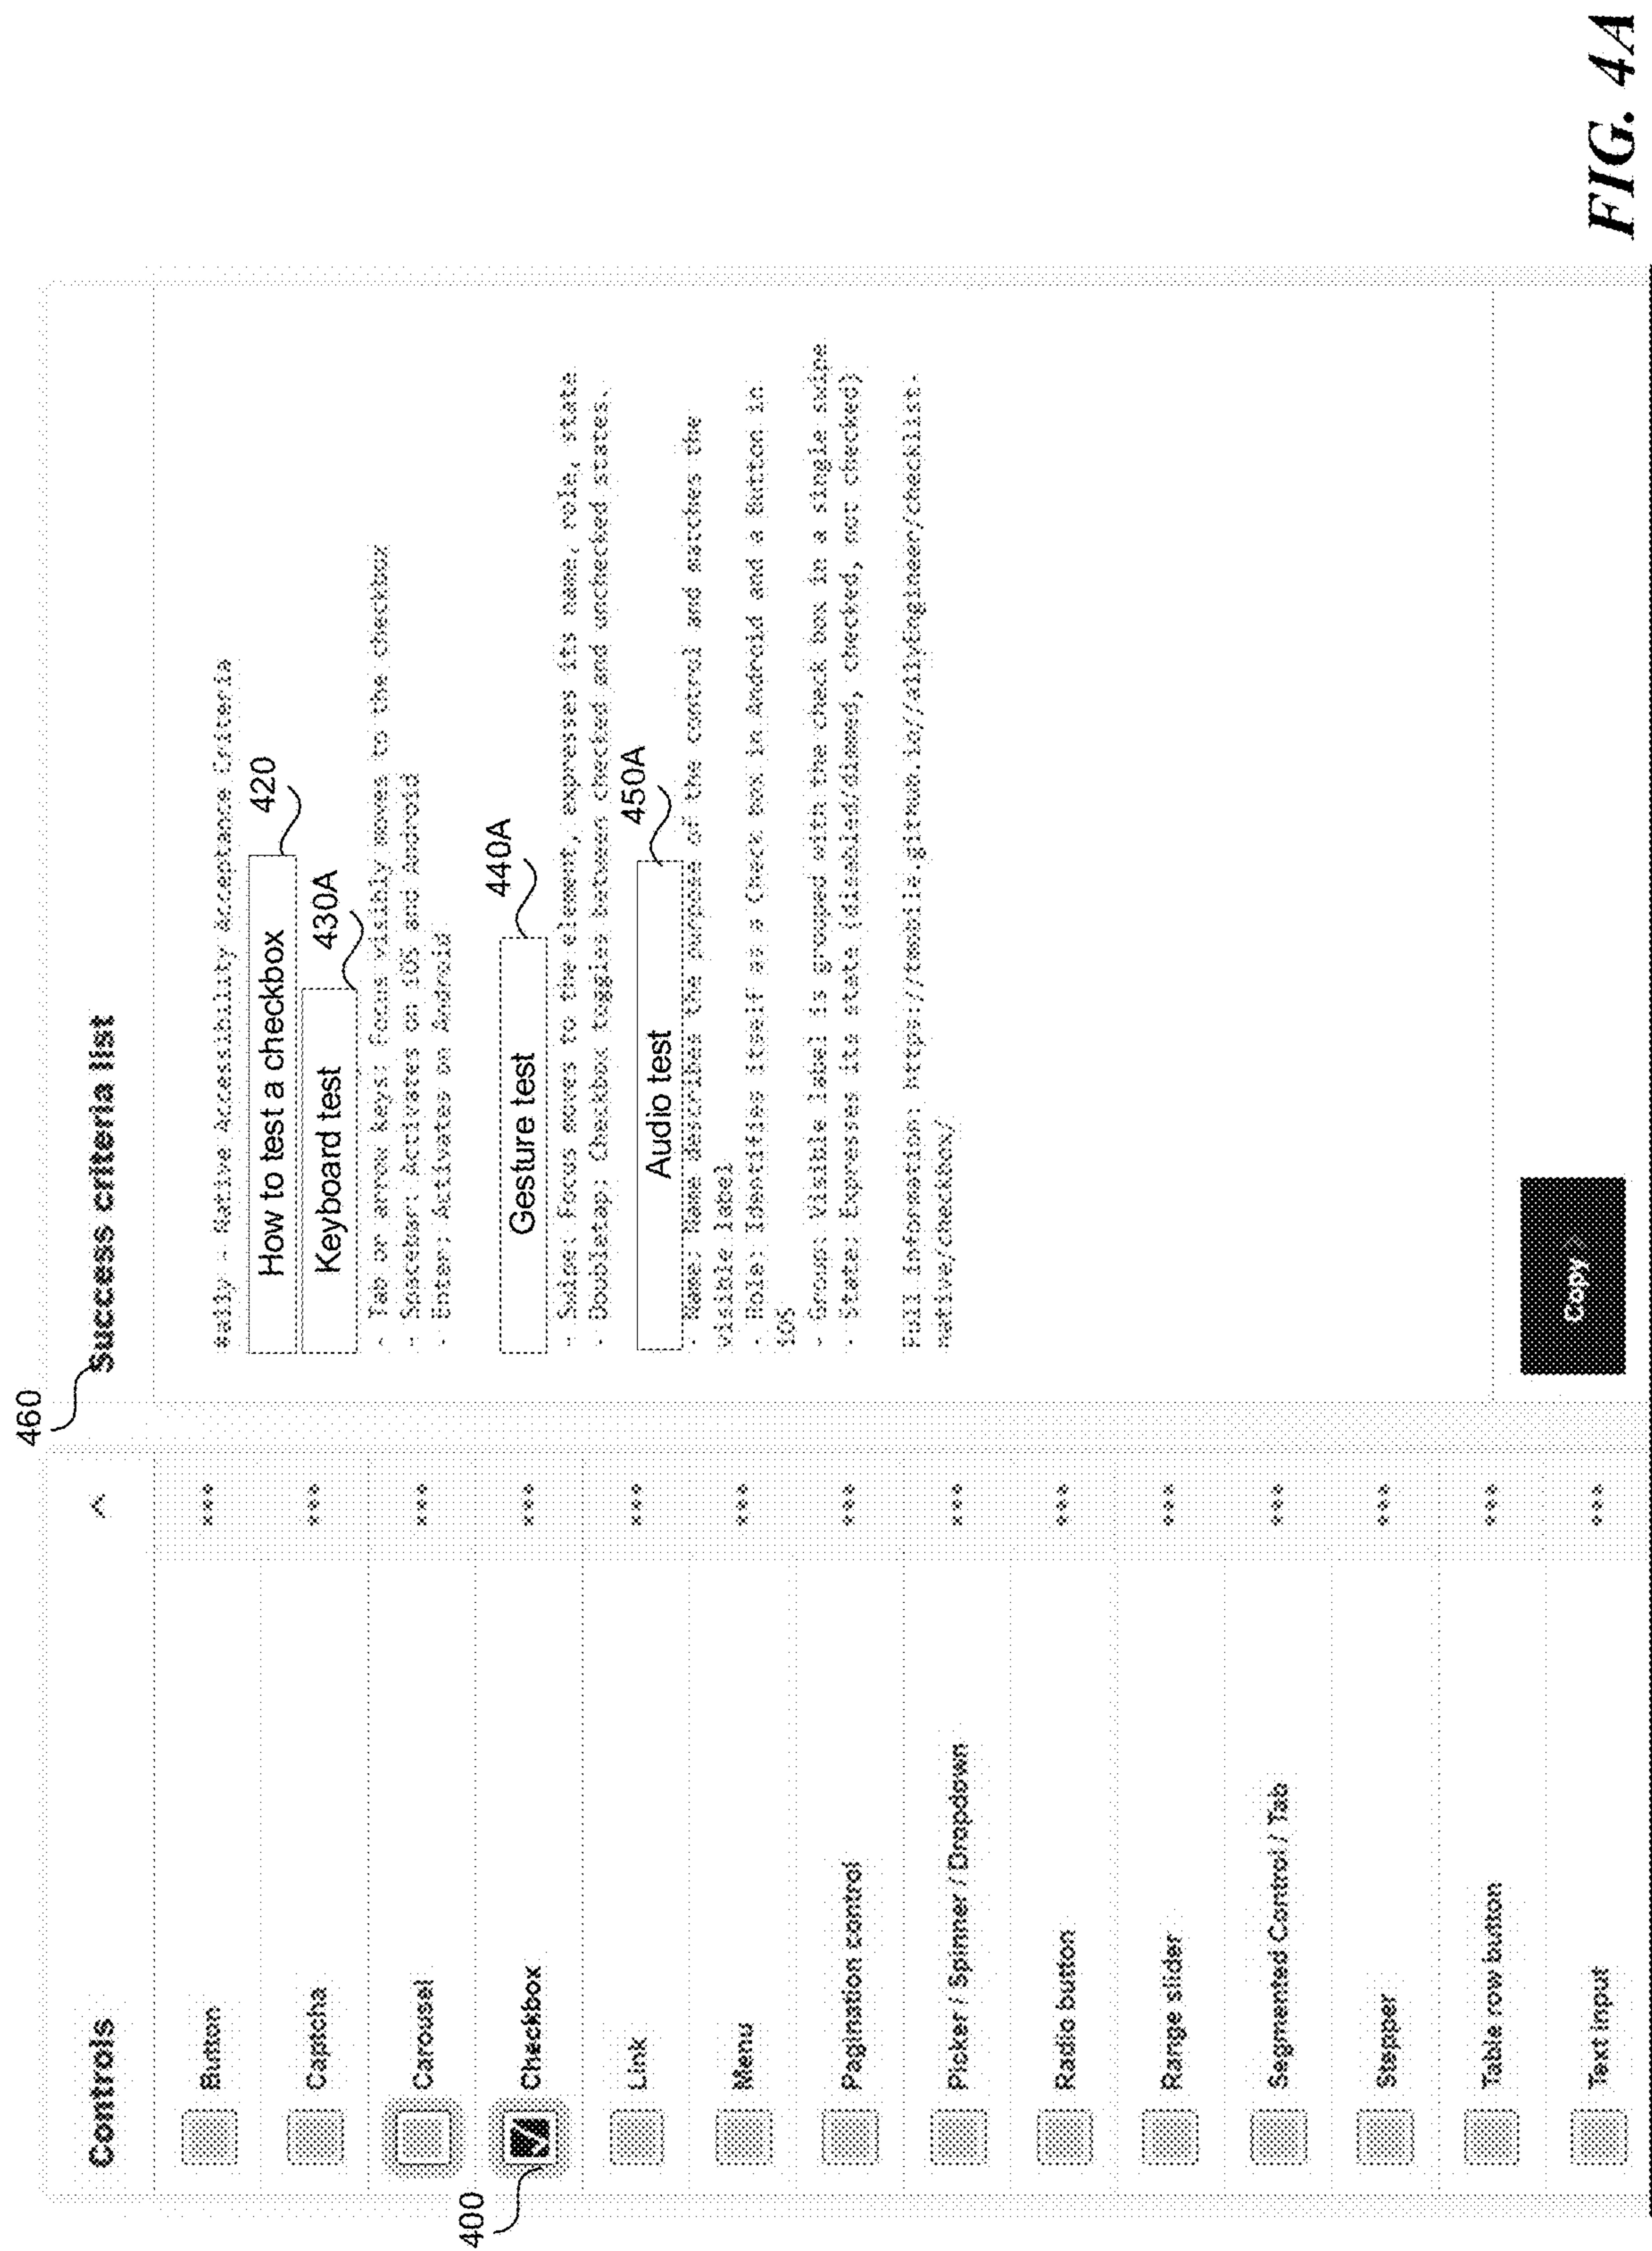 460
Controls
Button
Captcha
Carousel
400
Checkbox
Link
Menu
Pagination control
Picker / Spinner / Dropdown
Radio button
Range slider
Segmented Control / Tab
Stepper
Table row button
Text input
Success criteria list
#a11y - Native Accessibility Acceptance Criteria
How to test a checkbox
420
Keyboard test
430A
- Tab or arrow keys: Focus visibly moves to the checkbox
- Spacebar: Activates on iOS and Android
- Enter: Activates on Android
Gesture test
440A
- Swipe: Focus moves to the element, expresses its name, role, state
- Doubletap: Checkbox toggles between checked and unchecked states.
Audio test
450A
- Name: Name describes the purpose of the control and matches the
visible label
- Role: Identifies itself as a Check box in Android and a Button in
iOS
- Group: Visible label is grouped with the check box in a single swipe
- State: Expresses its state (disabled/dimmed, checked, not checked)
Full information: https://tmobile.github.io//a11yEngineer/checklist-
native/checkbox/
Copy
FIG. 4A